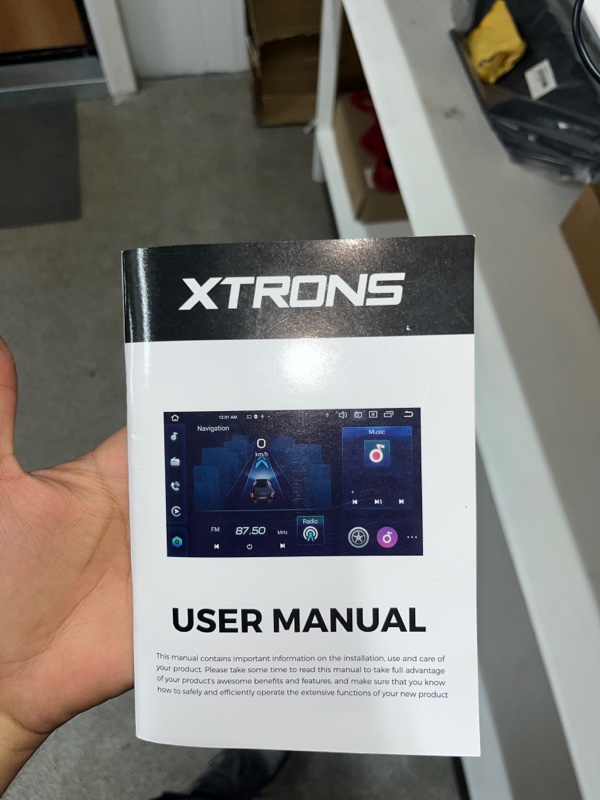 XTRONS
12:31 AM
Navigation
0
km/h
Music
FM 87.50 MHz
Radio
USER MANUAL
This manual contains important information on the installation, use and care of
your product. Please take some time to read this manual to take full advantage
of your product's awesome benefits and features, and make sure that you know
how to safely and efficiently operate the extensive functions of your new product